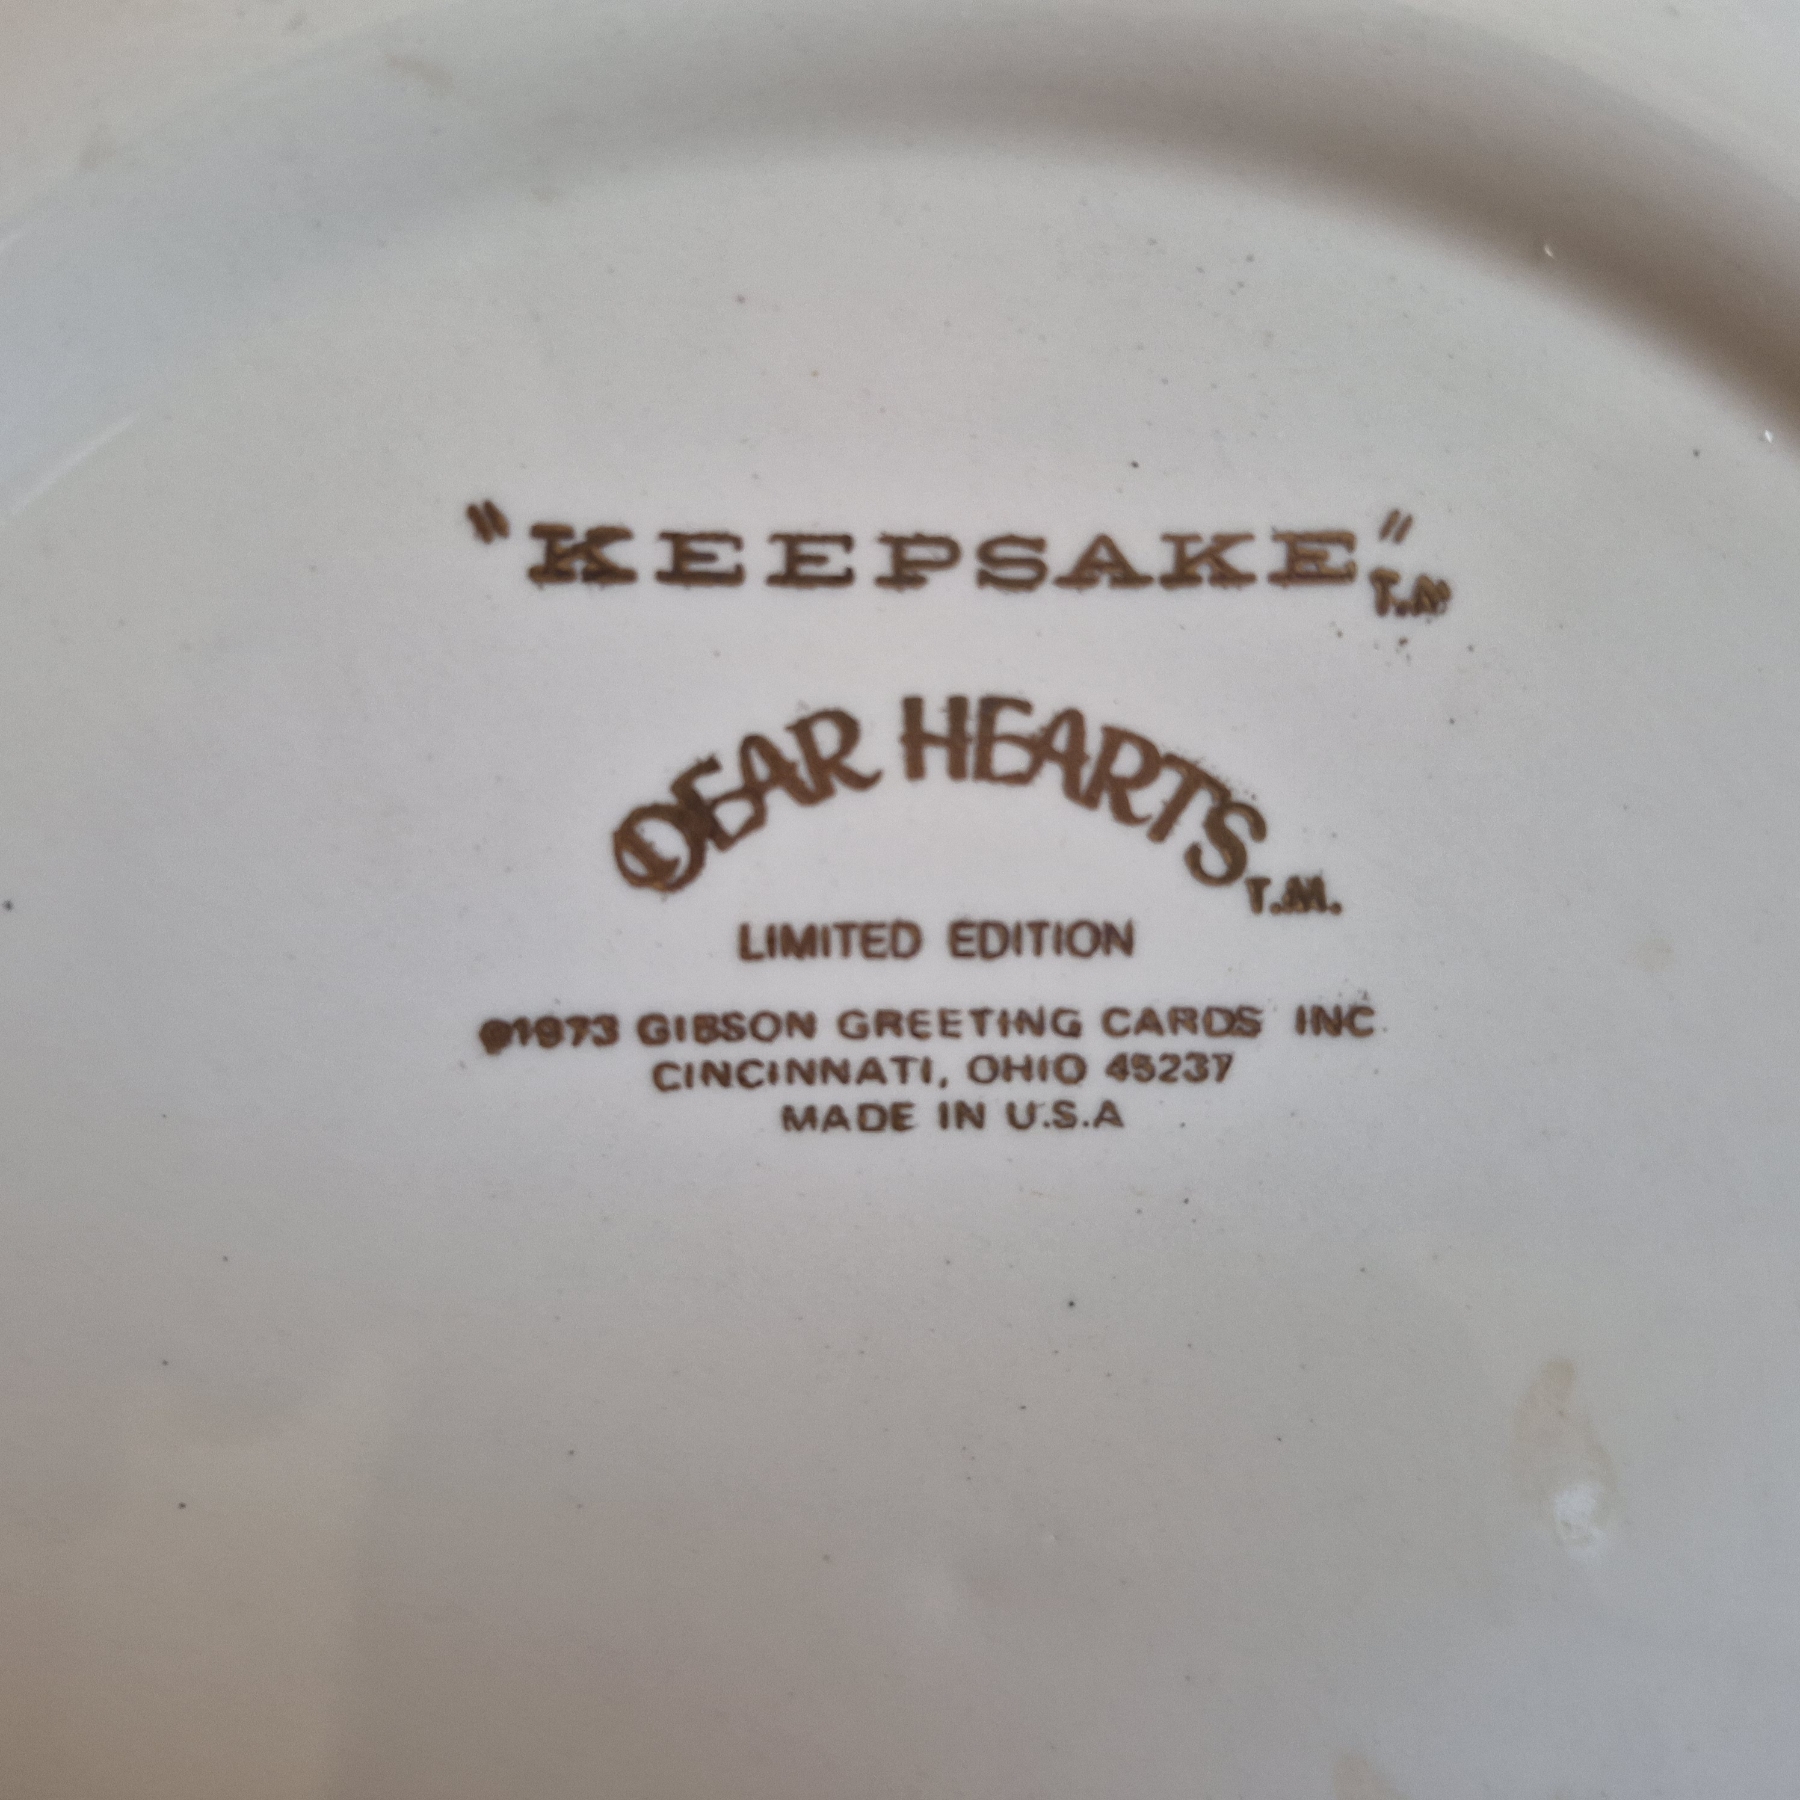 "KEEPSAKE" T.M
DEAR HEARTS T.M.
LIMITED EDITION
©1973 GIBSON GREETING CARDS INC
CINCINNATI, OHIO 45237
MADE IN U.S.A